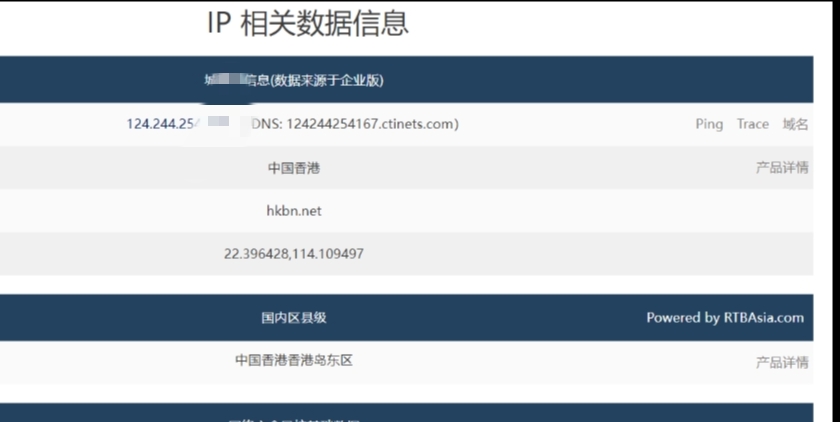 IP 相关数据信息
城 信息(数据来源于企业版)
124.244.25 DNS: 124244254167.ctinets.com) Ping Trace 域名
中国香港 产品详情
hkbn.net
22.396428,114.109497
国内区县级 Powered by RTBAsia.com
中国香港香港岛东区 产品详情